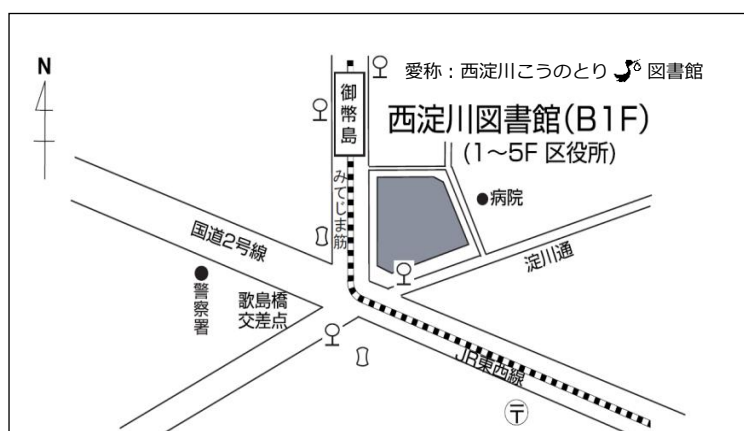 愛称：西淀川こうのとり図書館
N
御幣島
西淀川図書館(B1F)
(1〜5F 区役所)
みてじま筋
病院
国道2号線
淀川通
警察署
歌島橋
交差点
JR東西線
〒